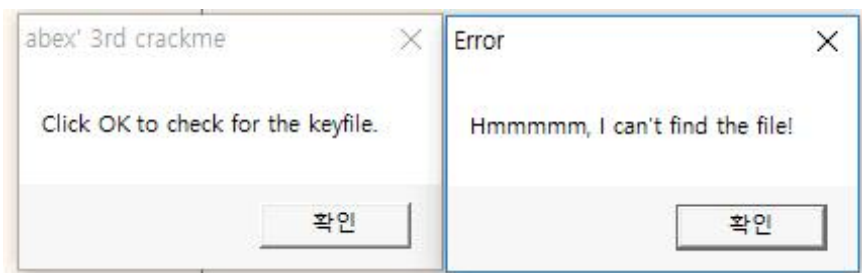 abex' 3rd crackme
Click OK to check for the keyfile.
확인
Error
Hmmmmm, I can't find the file!
확인